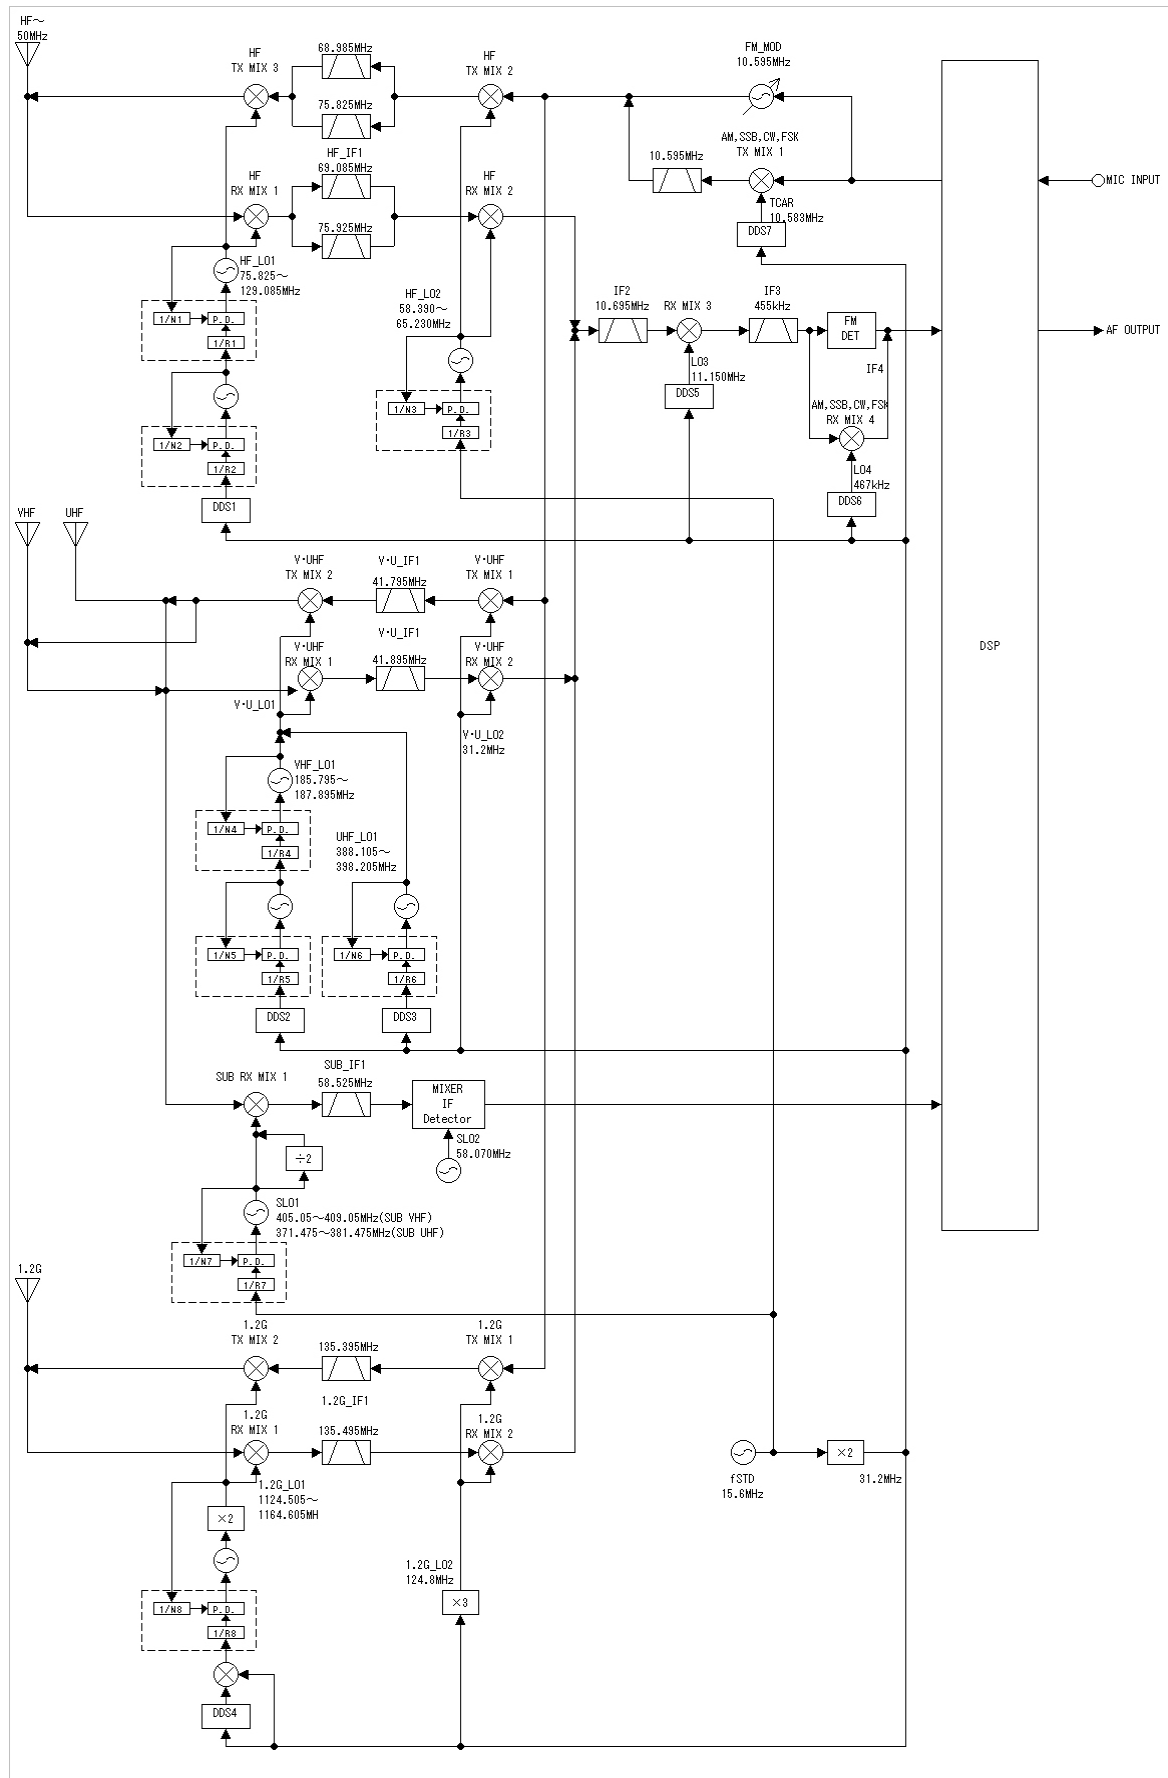 HF～
50MHz
HF
TX MIX 3
68.985MHz
75.825MHz
HF
TX MIX 2
FM_MOD
10.595MHz
AM,SSB,CW,FSK
TX MIX 1
10.595MHz
TCAR
10.583MHz
DDS7
MIC INPUT
HF_IF1
69.085MHz
75.925MHz
HF
RX MIX 1
HF
RX MIX 2
HF_LO1
75.825～
129.085MHz
1/N1
P.D.
1/R1
1/N2
P.D.
1/R2
DDS1
HF_LO2
58.390～
65.230MHz
1/N3
P.D.
1/R3
IF2
10.695MHz
RX MIX 3
IF3
455kHz
FM
DET
AF OUTPUT
LO3
11.150MHz
DDS5
IF4
AM,SSB,CW,FSK
RX MIX 4
LO4
467kHz
DDS6
VHF
UHF
V･UHF
TX MIX 2
V･U_IF1
41.795MHz
V･UHF
TX MIX 1
V･UHF
RX MIX 1
V･U_IF1
41.895MHz
V･UHF
RX MIX 2
DSP
V･U_LO1
V･U_LO2
31.2MHz
VHF_LO1
185.795～
187.895MHz
1/N4
P.D.
1/R4
UHF_LO1
388.105～
398.205MHz
1/N5
P.D.
1/R5
1/N6
P.D.
1/R6
DDS2
DDS3
SUB RX MIX 1
SUB_IF1
58.525MHz
MIXER
IF
Detector
SLO2
58.070MHz
÷2
SLO1
405.05～409.05MHz(SUB VHF)
371.475～381.475MHz(SUB UHF)
1/N7
P.D.
1/R7
1.2G
1.2G
TX MIX 2
135.395MHz
1.2G
TX MIX 1
1.2G_IF1
1.2G
RX MIX 1
135.495MHz
1.2G
RX MIX 2
1.2G_LO1
1124.505～
1164.605MH
×2
fSTD
15.6MHz
×2
31.2MHz
1.2G_LO2
124.8MHz
×3
1/N8
P.D.
1/R8
DDS4